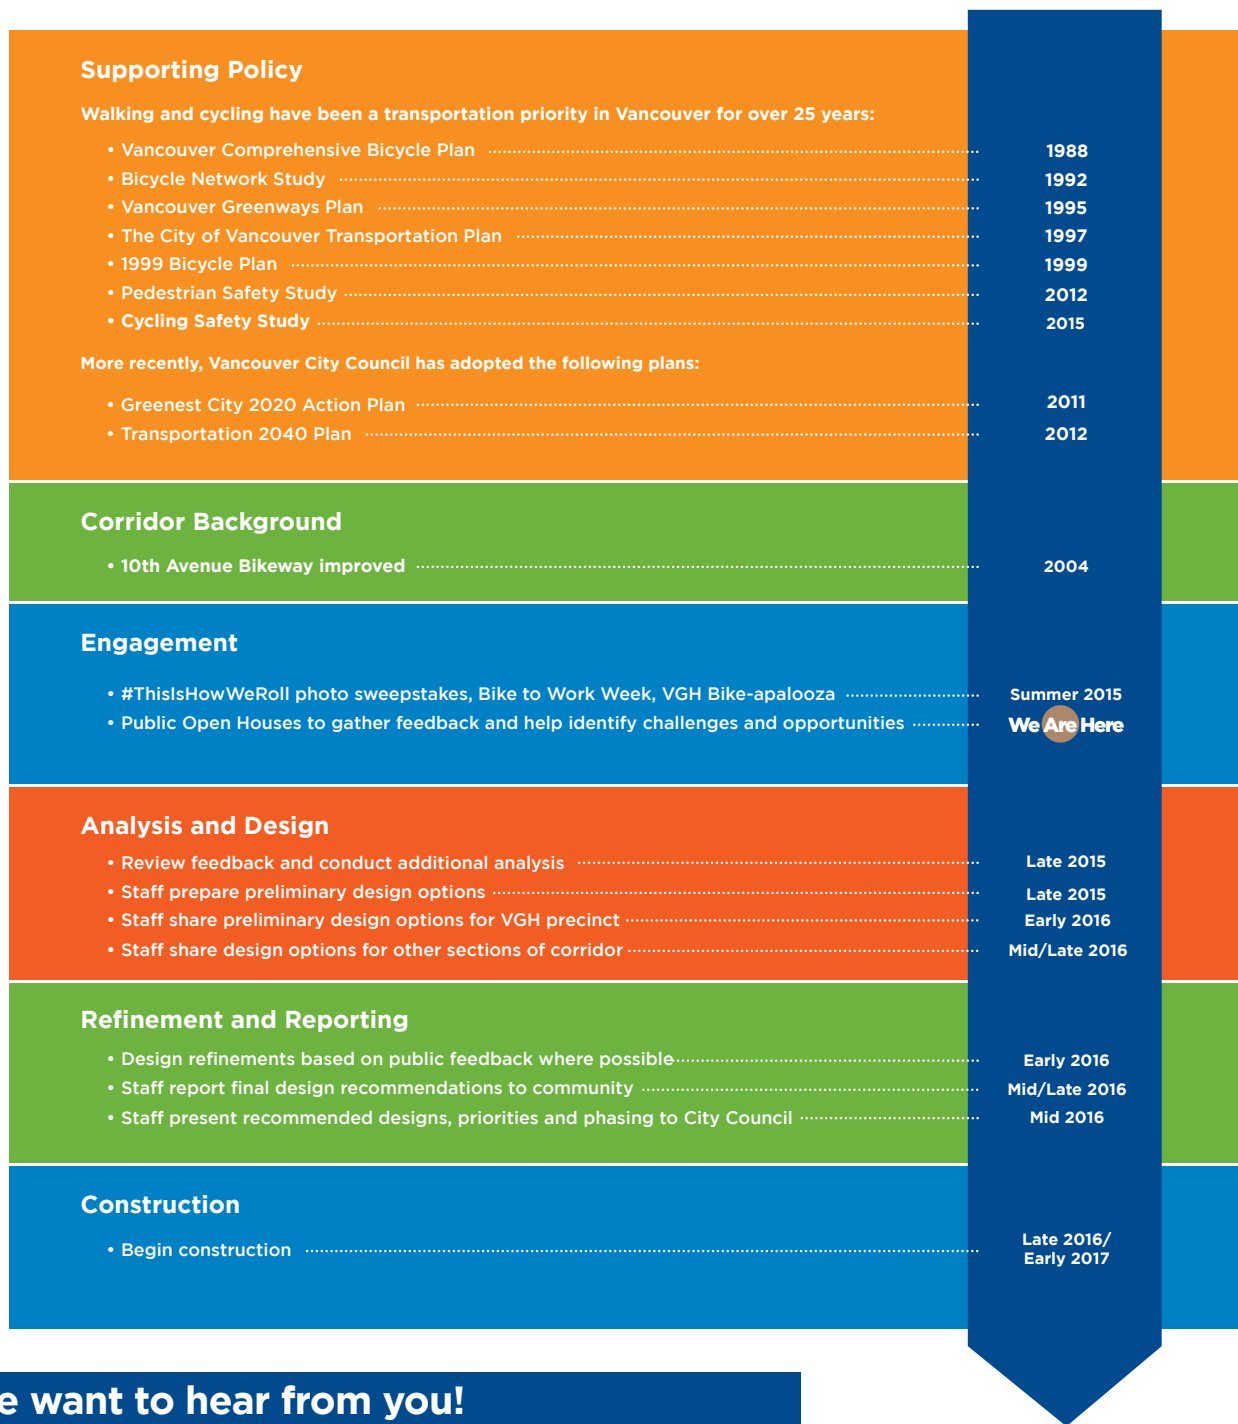 Supporting Policy
Walking and cycling have been a transportation priority in Vancouver for over 25 years:
• Vancouver Comprehensive Bicycle Plan 1988
• Bicycle Network Study 1992
• Vancouver Greenways Plan 1995
• The City of Vancouver Transportation Plan 1997
• 1999 Bicycle Plan 1999
• Pedestrian Safety Study 2012
• Cycling Safety Study 2015
More recently, Vancouver City Council has adopted the following plans:
• Greenest City 2020 Action Plan 2011
• Transportation 2040 Plan 2012
Corridor Background
• 10th Avenue Bikeway improved 2004
Engagement
• #ThisIsHowWeRoll photo sweepstakes, Bike to Work Week, VGH Bike-apalooza Summer 2015
• Public Open Houses to gather feedback and help identify challenges and opportunities We Are Here
Analysis and Design
• Review feedback and conduct additional analysis Late 2015
• Staff prepare preliminary design options Late 2015
• Staff share preliminary design options for VGH precinct Early 2016
• Staff share design options for other sections of corridor Mid/Late 2016
Refinement and Reporting
• Design refinements based on public feedback where possible Early 2016
• Staff report final design recommendations to community Mid/Late 2016
• Staff present recommended designs, priorities and phasing to City Council Mid 2016
Construction
• Begin construction Late 2016/
Early 2017
e want to hear from you!